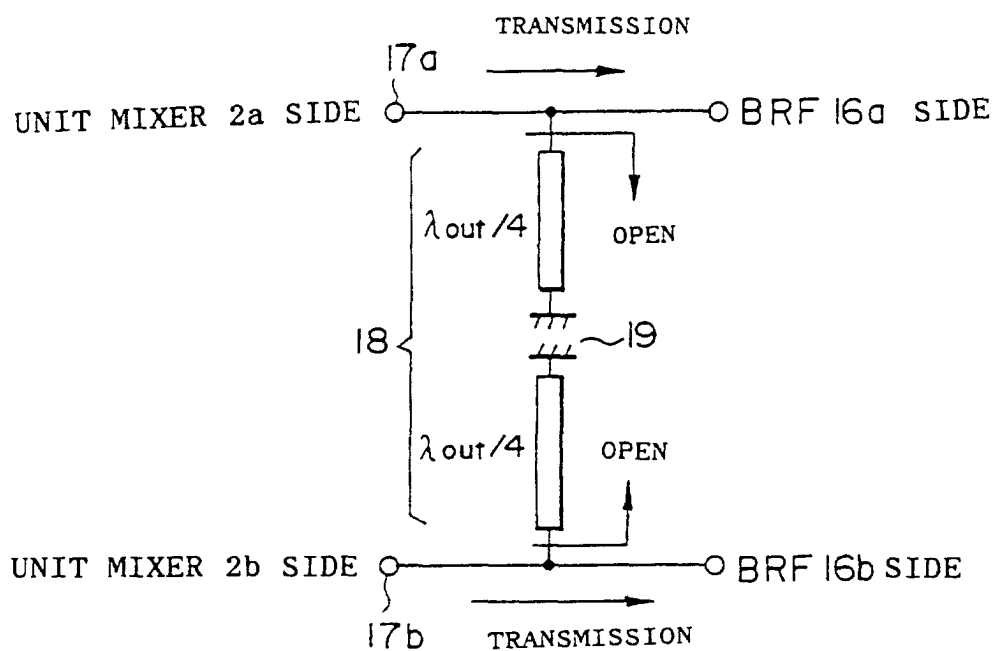 TRANSMISSION
17a
UNIT MIXER 2a SIDE
BRF 16a SIDE
λout/4
OPEN
18
19
λout/4
OPEN
UNIT MIXER 2b SIDE
BRF 16b SIDE
17b
TRANSMISSION